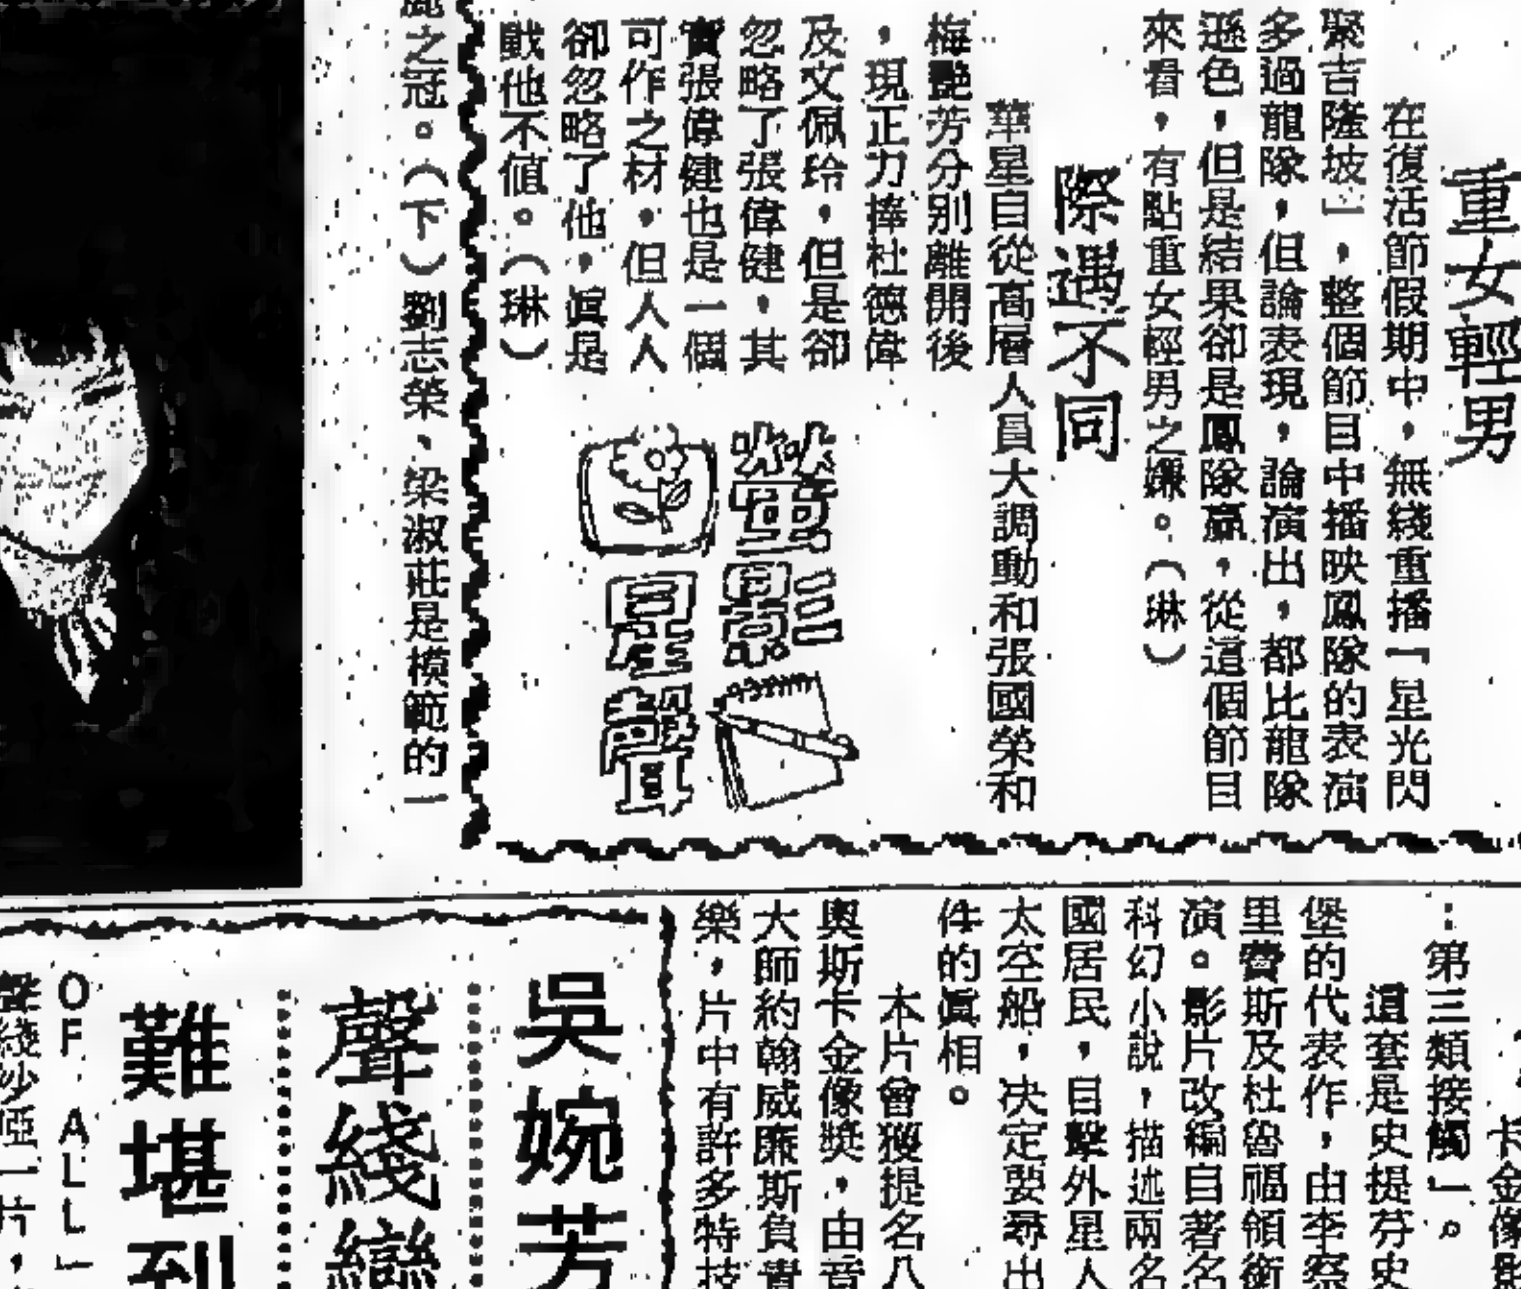 重女輕男
在復活節假期中，無綫重播「星光閃
聚吉隆坡」，整個節目中播映鳳隊的表演
多過龍隊，但論表現，論演出，都比龍隊
遜色，但是結果卻是鳳隊贏，從這個節目
來看，有點重女輕男之嫌。（琳）
際遇不同
華星自從高層人員大調動和張國榮和
梅艷芳分別離開後
，現正力捧杜德偉
及文佩玲，但是卻
忽略了張偉健，其
實張偉健也是一個
可作之材，但人人
卻忽略了他，眞是
戥他不值。（琳）
螢影
星聲
之冠。（下）劉志榮、梁淑莊是模範的一
卡金像影
：第三類接觸」。
這套是史提芬史
堡的代表作，由李察
里費斯及杜魯福領銜
演。影片改編自著名
科幻小說，描述兩名
國居民，目擊外星人
太空船，決定要尋出
件的眞相。
本片曾獲提名八
奧斯卡金像獎，由音
大師約翰威廉斯負責
樂，片中有許多特技
吳婉芳
聲綫變
難堪到
OF ALL」
聲綫沙啞一片，